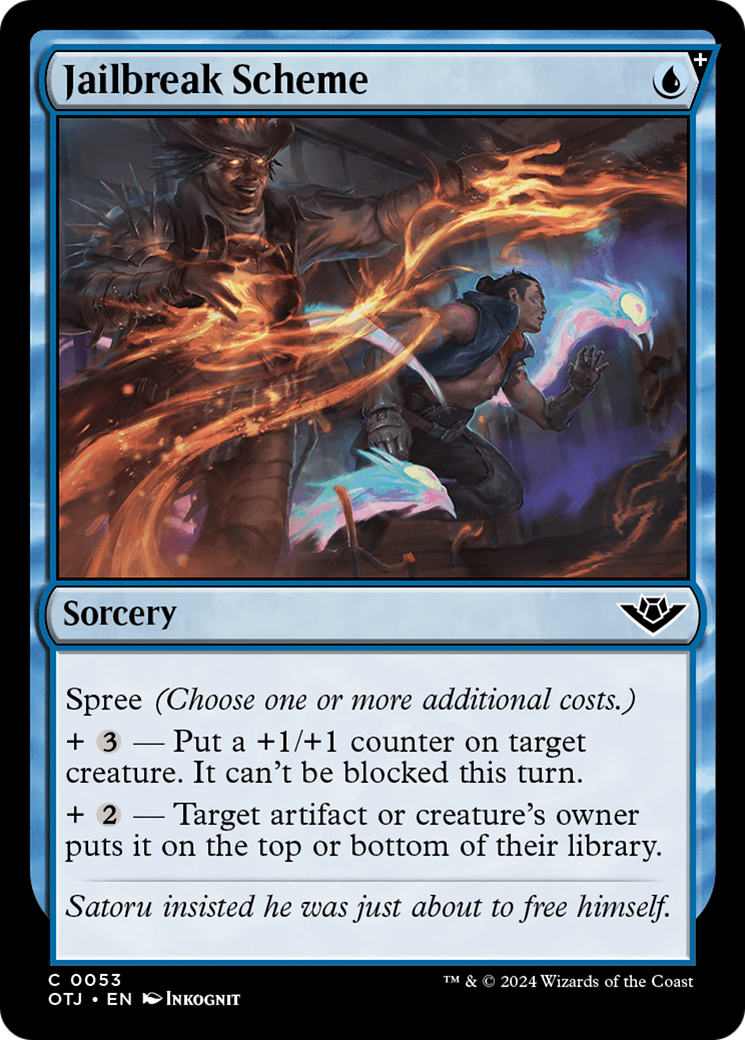 Jailbreak Scheme
Sorcery
Spree (Choose one or more additional costs.)
+ 3 — Put a +1/+1 counter on target
creature. It can't be blocked this turn.
+ 2 — Target artifact or creature's owner
puts it on the top or bottom of their library.
Satoru insisted he was just about to free himself.
C 0053
™ & © 2024 Wizards of the Coast
OTJ • EN Inkognit